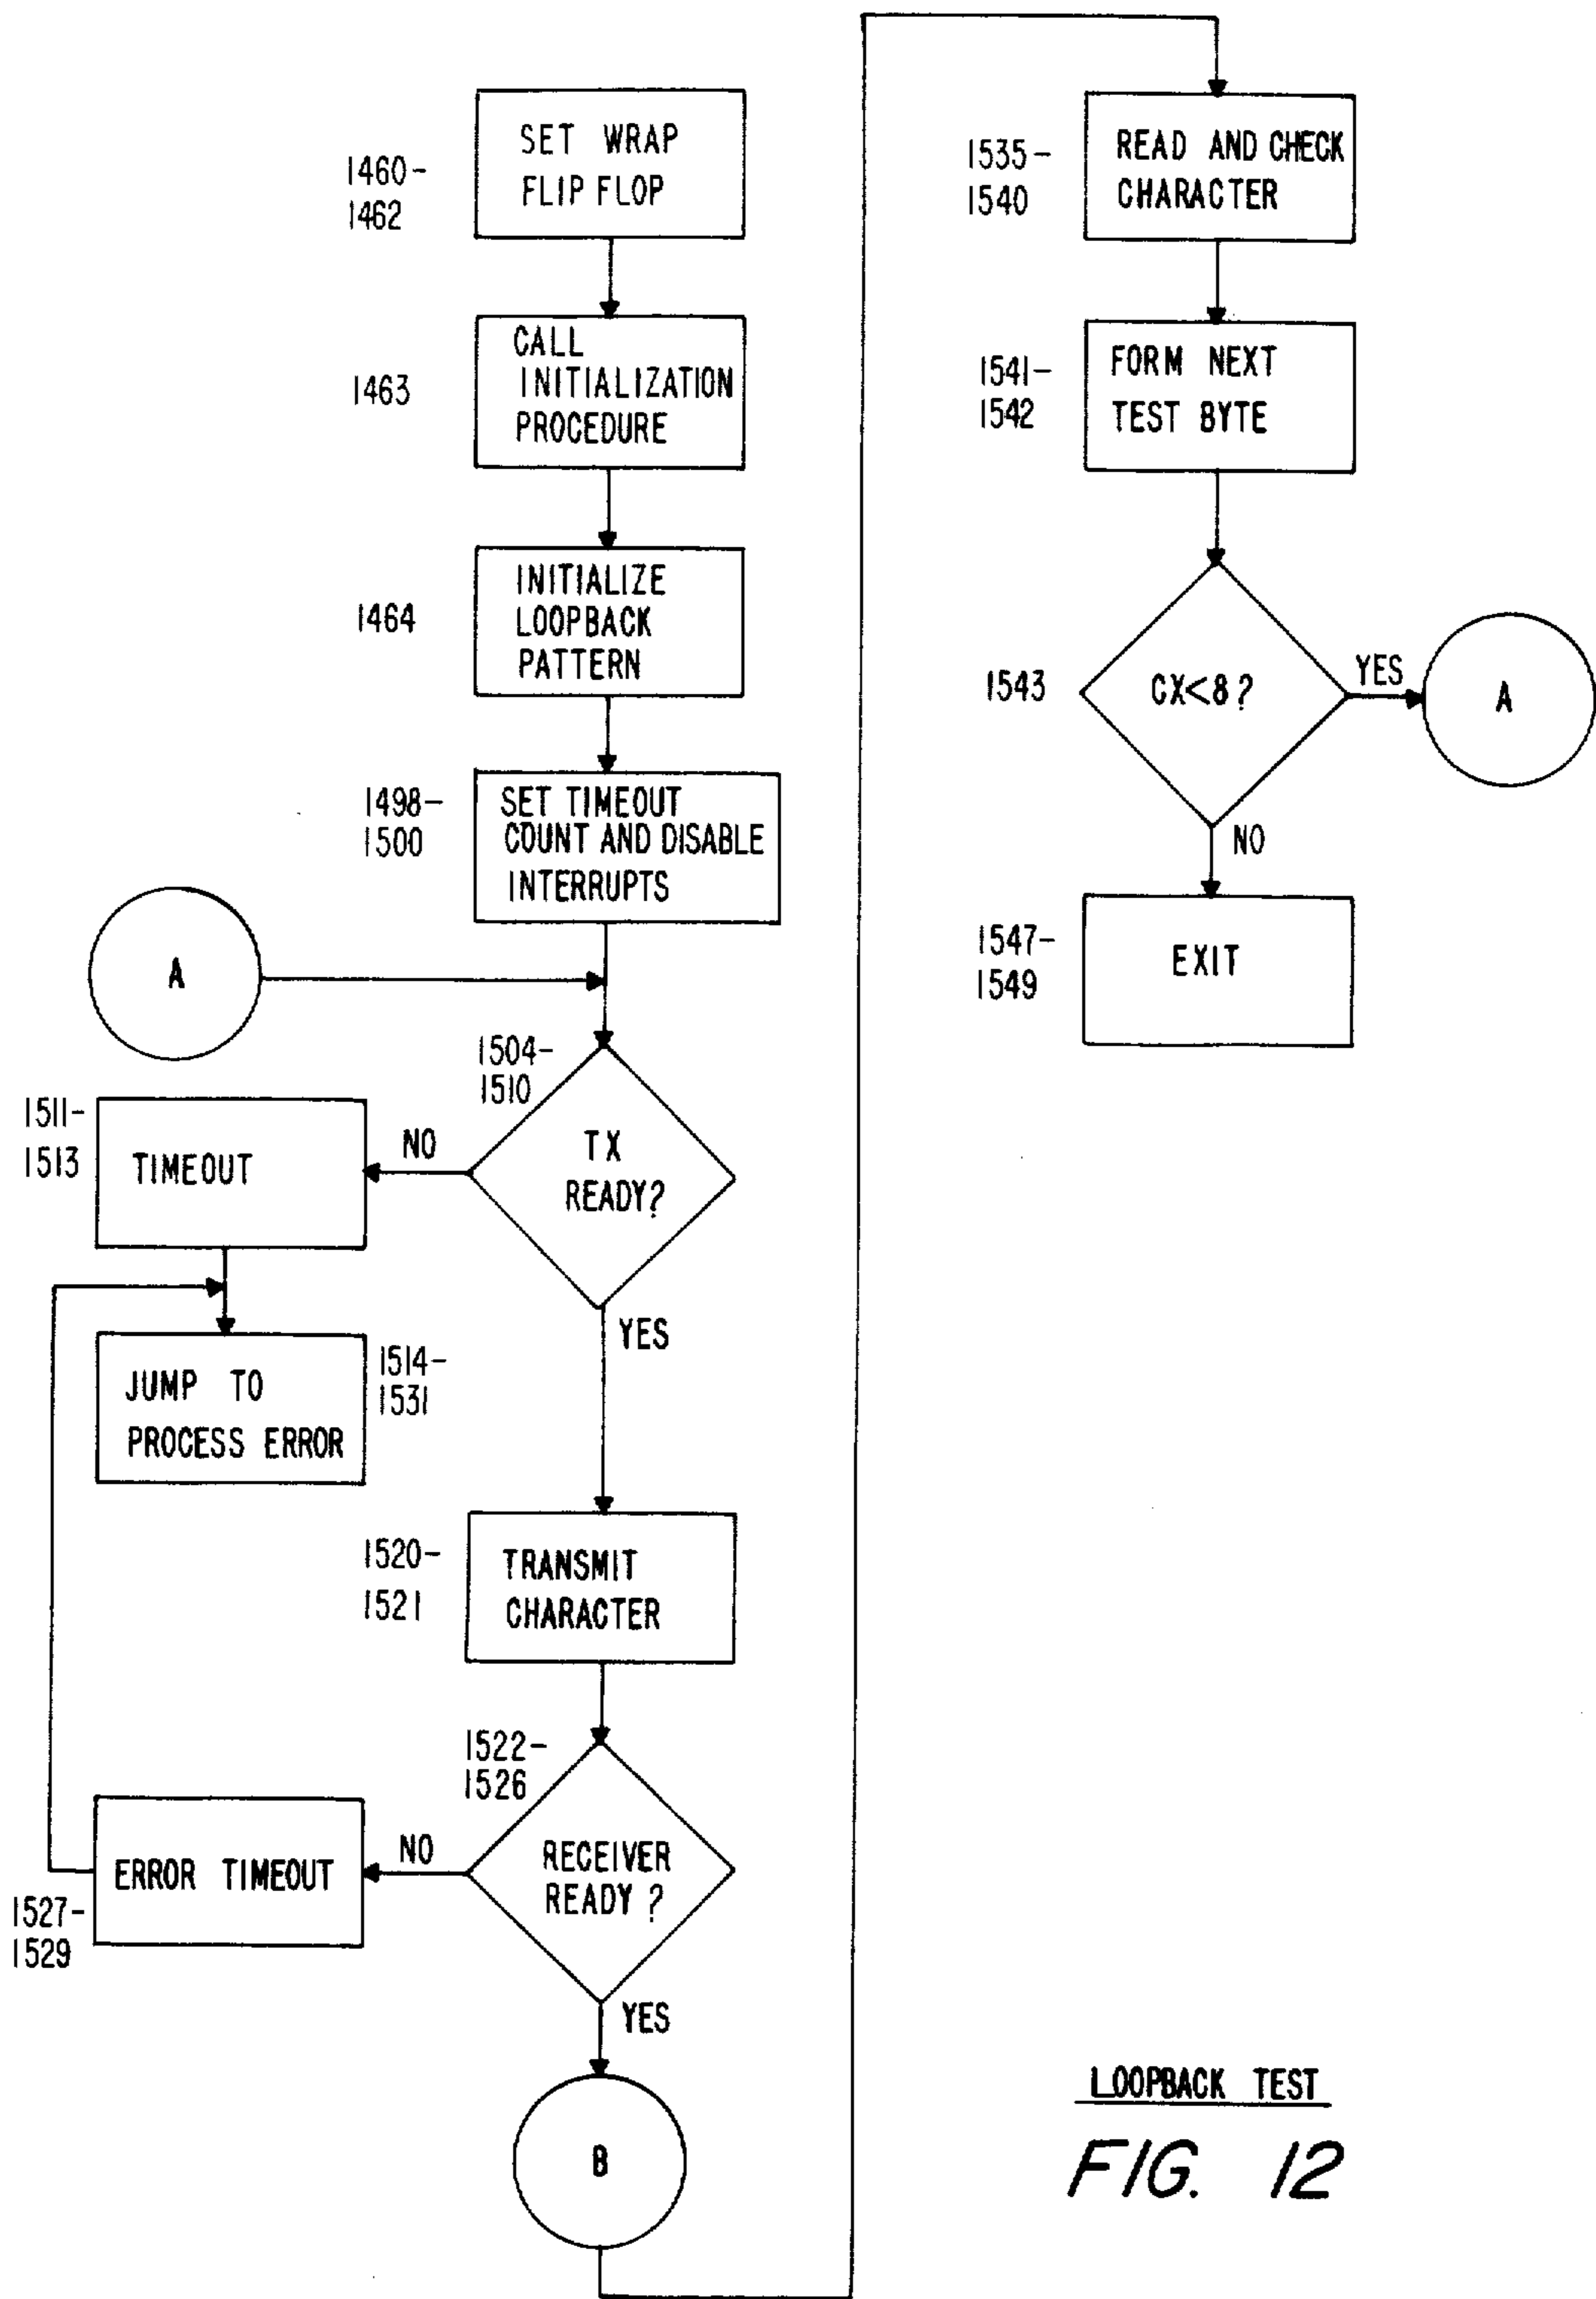 SET WRAP
FLIP FLOP
1460-
1462
CALL
INITIALIZATION
PROCEDURE
1463
INITIALIZE
LOOPBACK
PATTERN
1464
1498-
1500
SET TIMEOUT
COUNT AND DISABLE
INTERRUPTS
A
1504-
1510
TX
READY?
NO
YES
1511-
1513
TIMEOUT
JUMP TO
PROCESS ERROR
1514-
1531
1520-
1521
TRANSMIT
CHARACTER
1522-
1526
RECEIVER
READY?
NO
YES
ERROR TIMEOUT
1527-
1529
B
1535-
1540
READ AND CHECK
CHARACTER
1541-
1542
FORM NEXT
TEST BYTE
1543
CX<8?
YES
A
NO
1547-
1549
EXIT
LOOPBACK TEST
FIG. 12